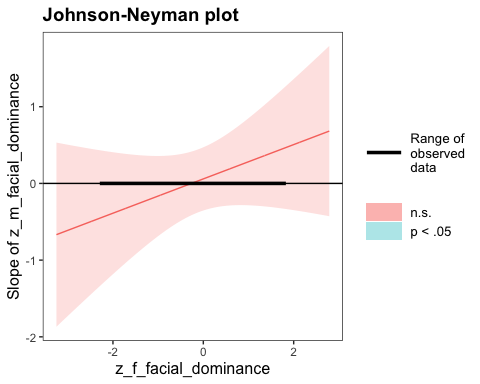 Johnson-Neyman plot
Slope of z_m_facial_dominance
1
0
-1
-2
-2
0
2
z_f_facial_dominance
Range of
observed
data
n.s.
p < .05